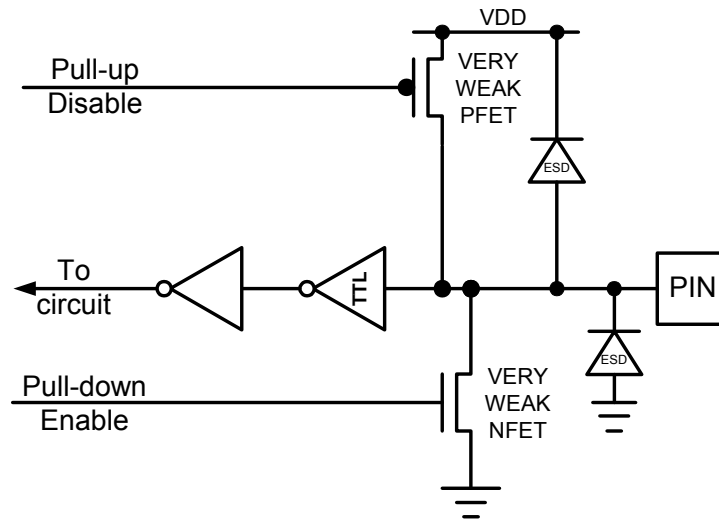 VDD
Pull-up
Disable
VERY
WEAK
PFET
ESD
To
circuit
TTL
PIN
ESD
Pull-down
Enable
VERY
WEAK
NFET